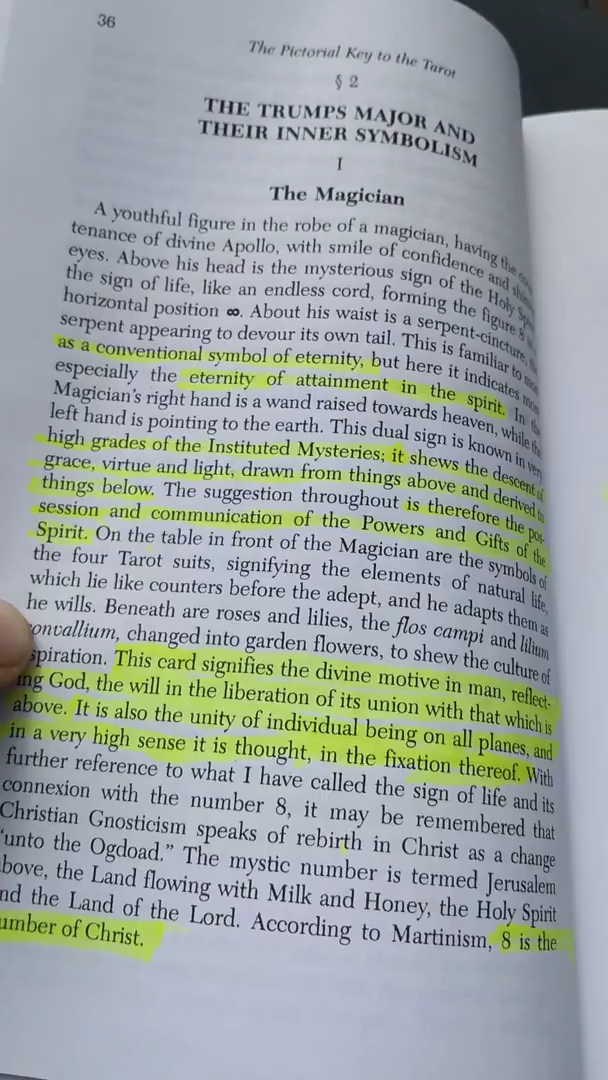 36
The Pictorial Key to the Tarot
§ 2
THE TRUMPS MAJOR AND
THEIR INNER SYMBOLISM
I
The Magician
A youthful figure in the robe of a magician, having the
tenance of divine Apollo, with smile of confidence and
eyes. Above his head is the mysterious sign of the Holy
the sign of life, like an endless cord, forming the figure 8
horizontal position ∞. About his waist is a serpent-cincture,
serpent appearing to devour its own tail. This is familiar to
as a conventional symbol of eternity, but here it indicates
especially the eternity of attainment in the spirit. In
Magician's right hand is a wand raised towards heaven, while the
left hand is pointing to the earth. This dual sign is known in very
high grades of the Instituted Mysteries; it shews the descent of
grace, virtue and light, drawn from things above and derived to
things below. The suggestion throughout is therefore the pos-
session and communication of the Powers and Gifts of the
Spirit. On the table in front of the Magician are the symbols of
the four Tarot suits, signifying the elements of natural life,
which lie like counters before the adept, and he adapts them as
he wills. Beneath are roses and lilies, the flos campi and lilium
onvallium, changed into garden flowers, to shew the culture of
spiration. This card signifies the divine motive in man, reflect-
ing God, the will in the liberation of its union with that which is
above. It is also the unity of individual being on all planes, and
in a very high sense it is thought, in the fixation thereof. With
further reference to what I have called the sign of life and its
connexion with the number 8, it may be remembered that
Christian Gnosticism speaks of rebirth in Christ as a change
"unto the Ogdoad." The mystic number is termed Jerusalem
bove, the Land flowing with Milk and Honey, the Holy Spirit
nd the Land of the Lord. According to Martinism, 8 is the
umber of Christ.